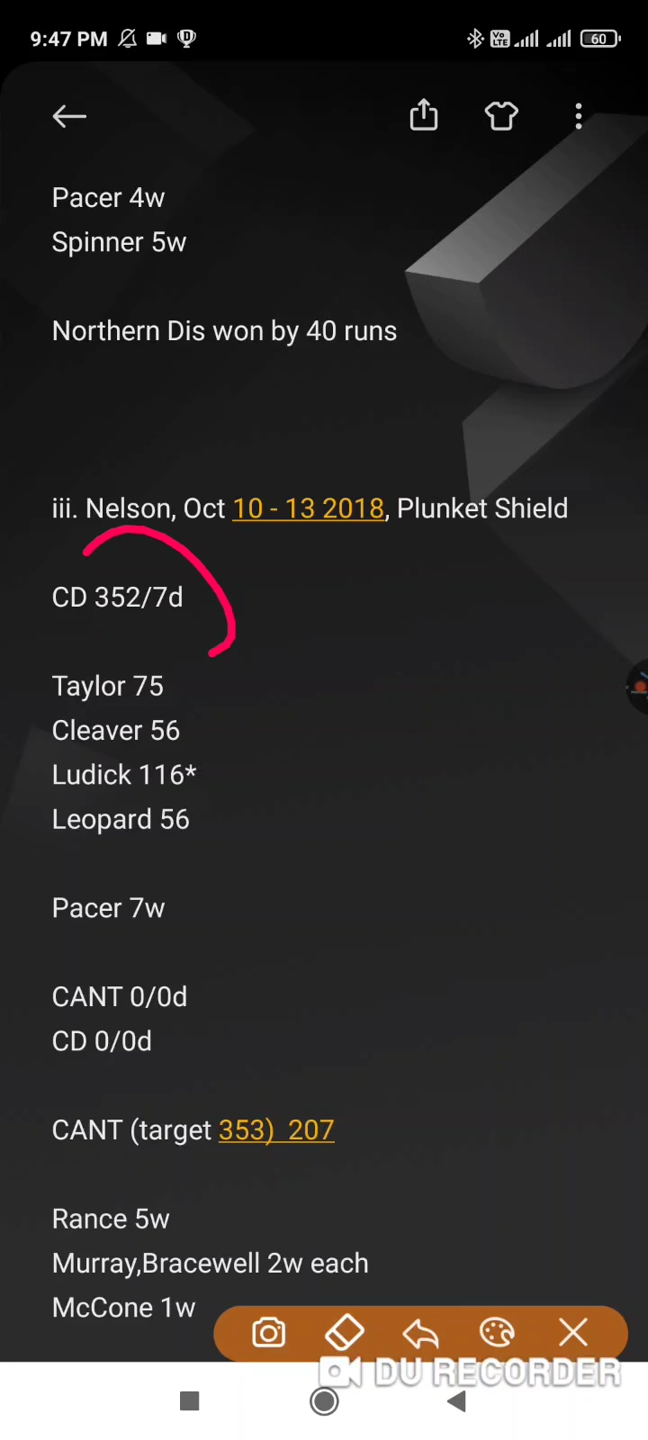 9:47 PM
Vo LTE
60
Pacer 4w
Spinner 5w
Northern Dis won by 40 runs
iii. Nelson, Oct 10 - 13 2018, Plunket Shield
CD 352/7d
Taylor 75
Cleaver 56
Ludick 116*
Leopard 56
Pacer 7w
CANT 0/0d
CD 0/0d
CANT (target 353) 207
Rance 5w
Murray,Bracewell 2w each
McCone 1w
DU RECORDER